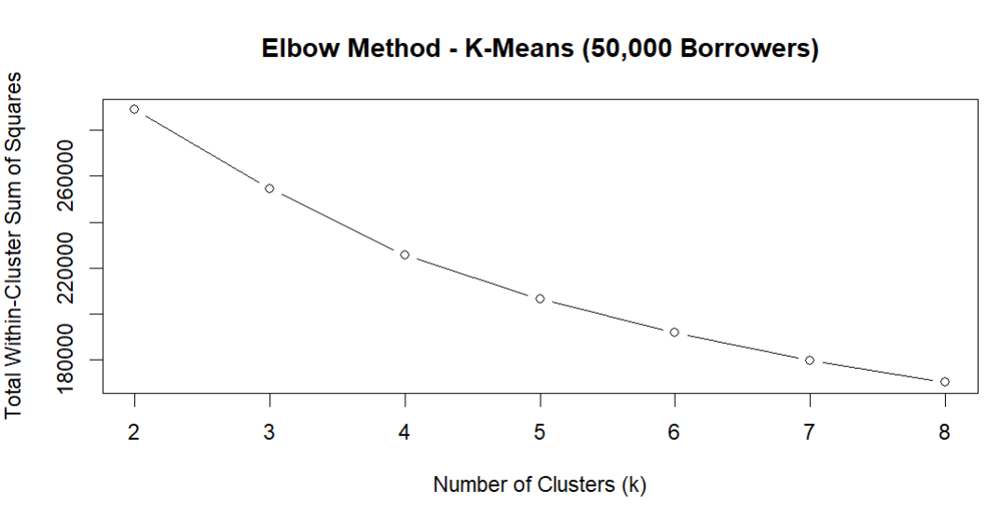 Elbow Method - K-Means (50,000 Borrowers)
Total Within-Cluster Sum of Squares
260000
220000
180000
2 3 4 5 6 7 8
Number of Clusters (k)